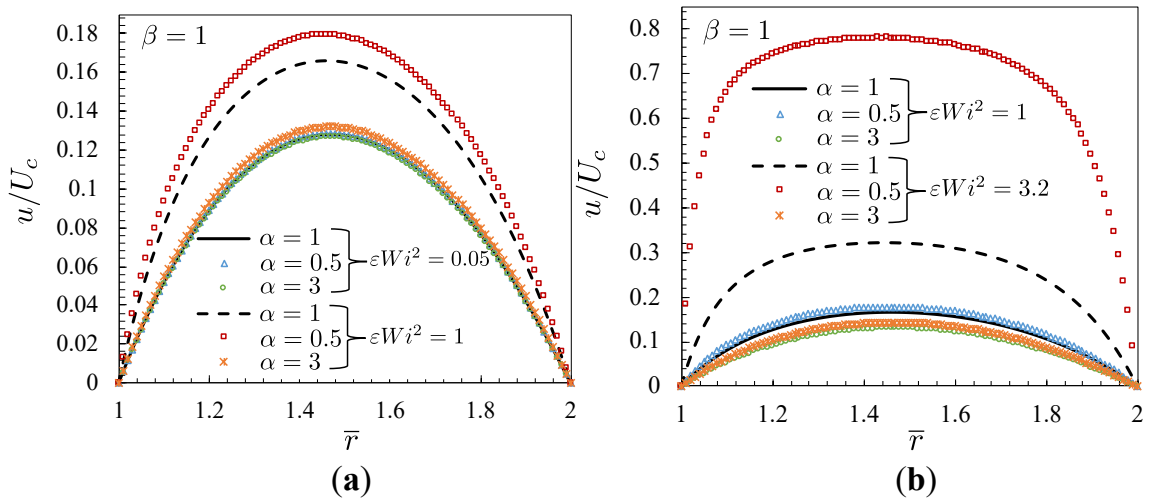 β = 1
u/U_c
0.18
0.16
0.14
0.12
0.1
0.08
0.06
0.04
0.02
0
α = 1
α = 0.5
α = 3
εWi² = 0.05
α = 1
α = 0.5
α = 3
εWi² = 1
1
1.2
1.4
1.6
1.8
2
r̅
(a)
β = 1
u/U_c
0.8
0.7
0.6
0.5
0.4
0.3
0.2
0.1
0
α = 1
α = 0.5
α = 3
εWi² = 1
α = 1
α = 0.5
α = 3
εWi² = 3.2
1
1.2
1.4
1.6
1.8
2
r̅
(b)